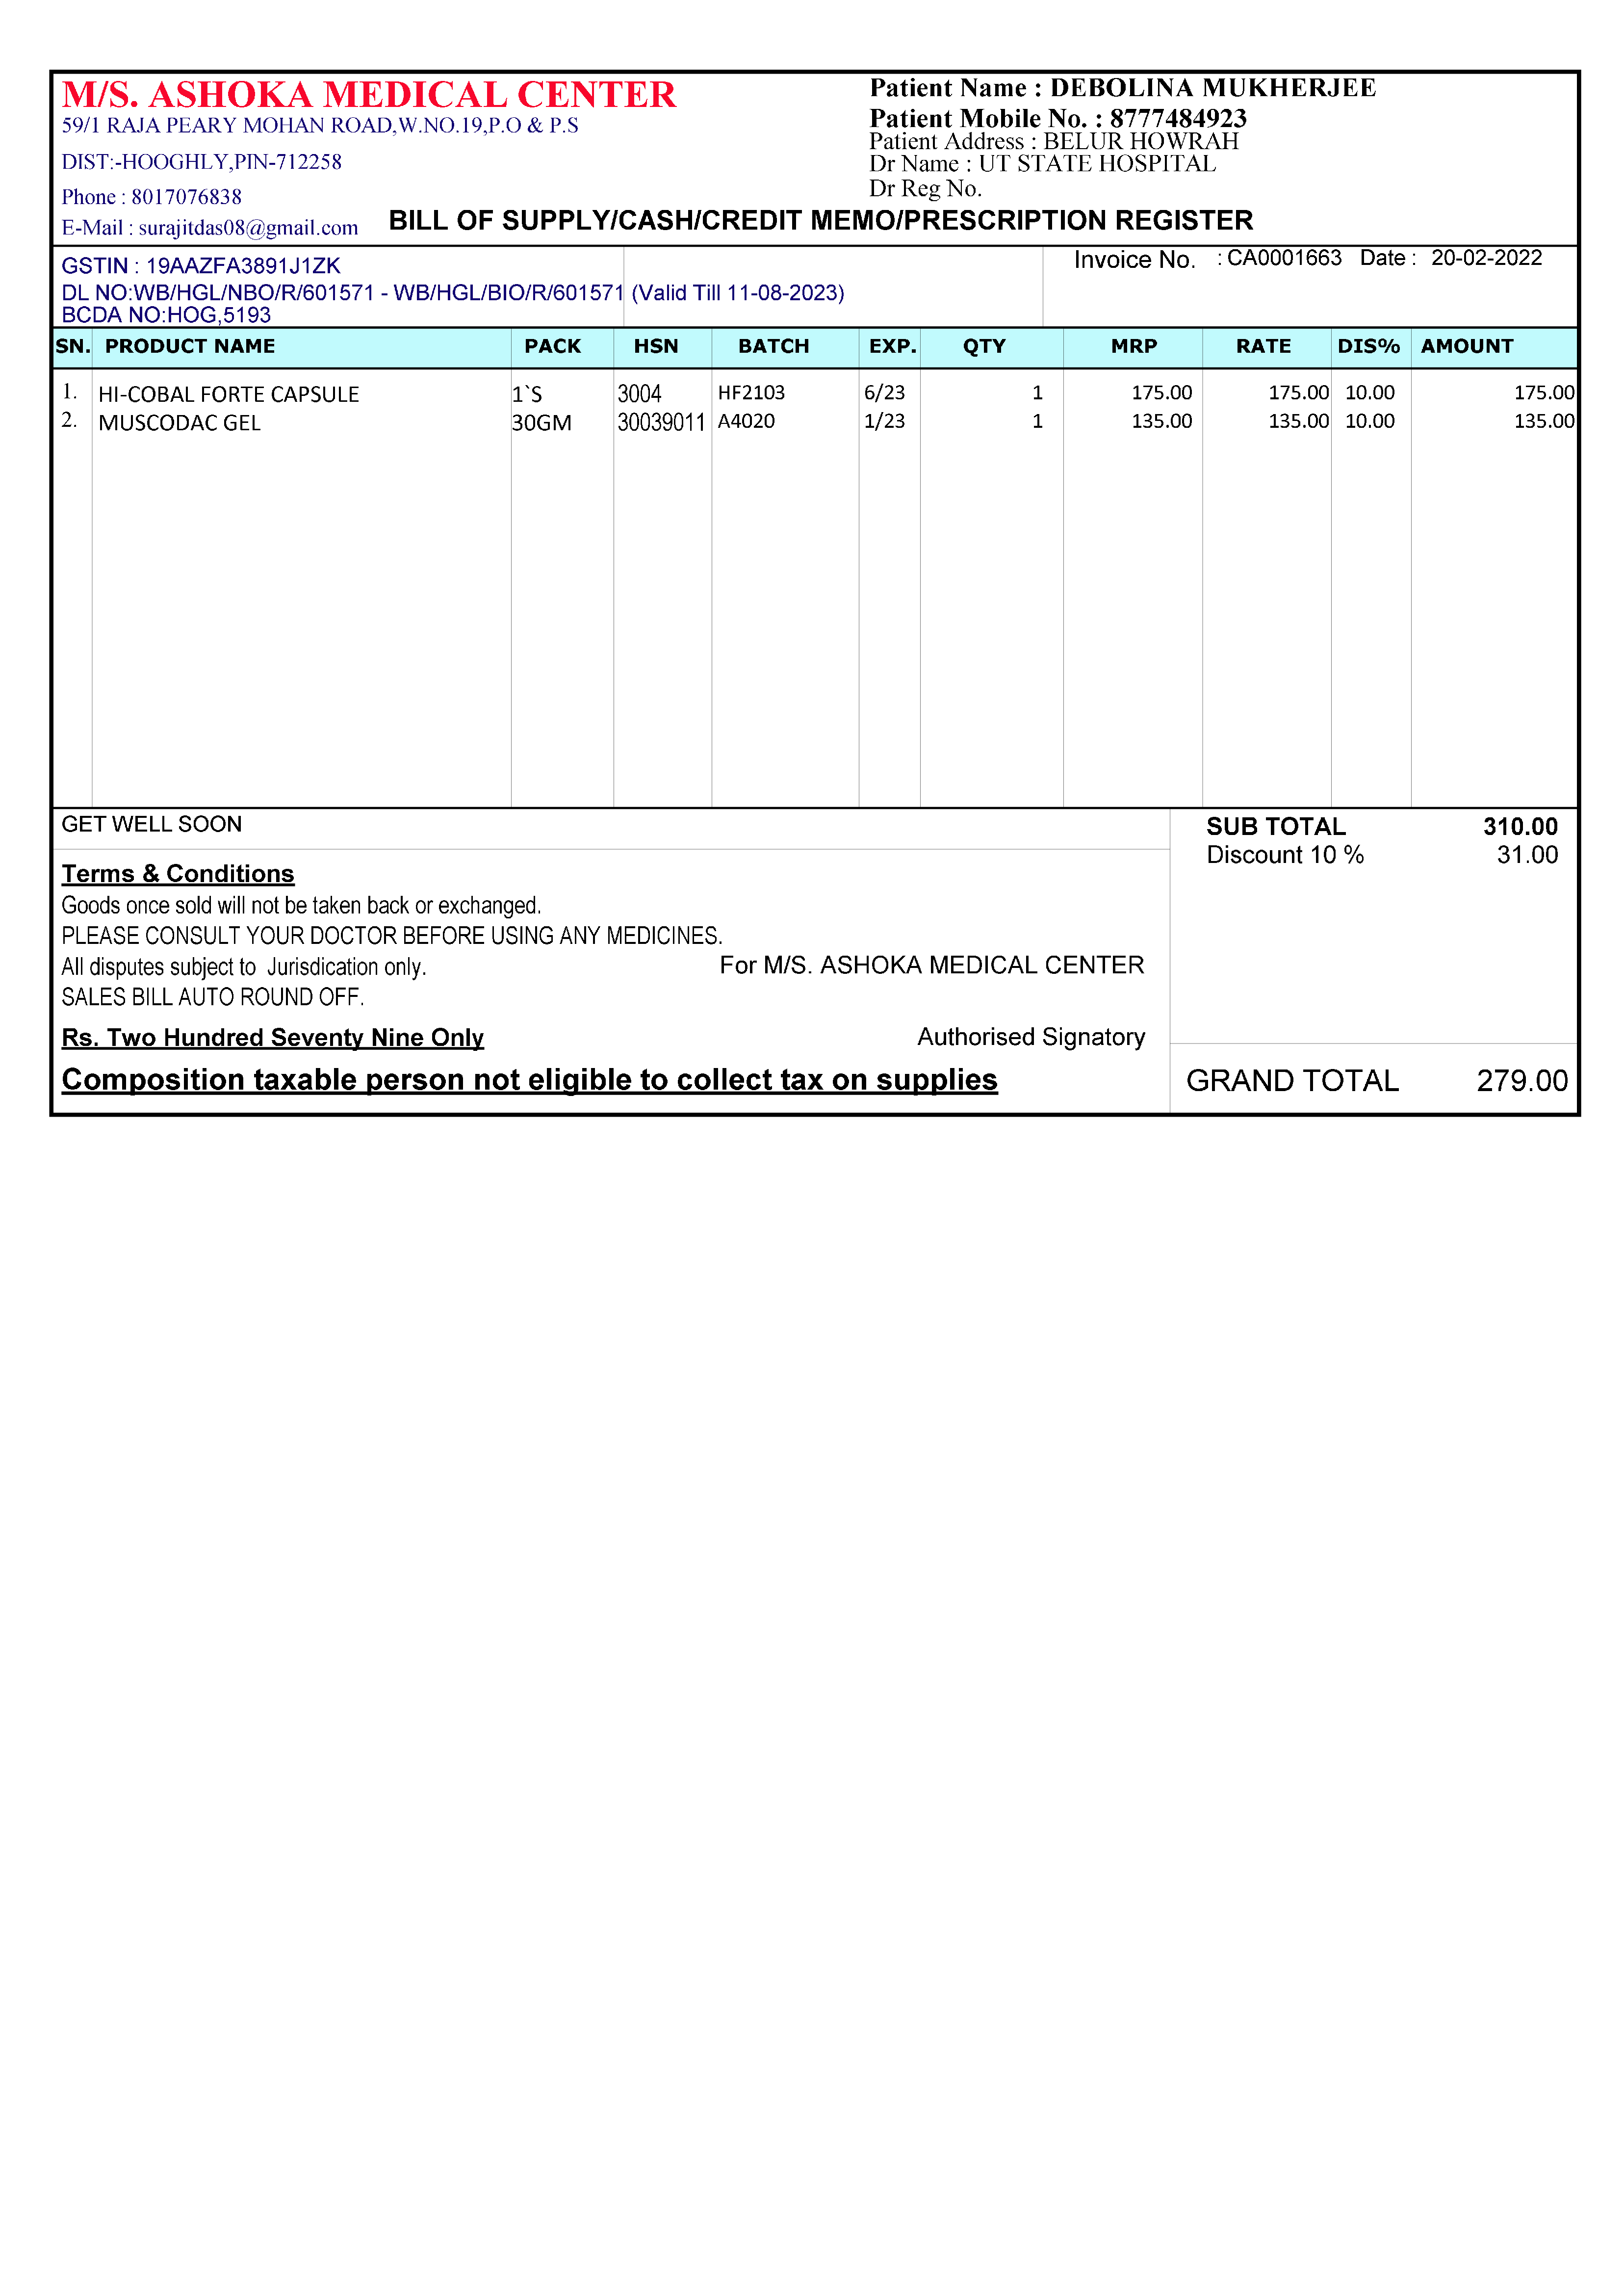 M/S. ASHOKA MEDICAL CENTER
59/1 RAJA PEARY MOHAN ROAD,W.NO.19,P.O & P.S
DIST:-HOOGHLY,PIN-712258
Phone : 8017076838
E-Mail : surajitdas08@gmail.com
Patient Name : DEBOLINA MUKHERJEE
Patient Mobile No. : 8777484923
Patient Address : BELUR HOWRAH
Dr Name : UT STATE HOSPITAL
Dr Reg No.
BILL OF SUPPLY/CASH/CREDIT MEMO/PRESCRIPTION REGISTER
GSTIN : 19AAZFA3891J1ZK
DL NO:WB/HGL/NBO/R/601571 - WB/HGL/BIO/R/601571 (Valid Till 11-08-2023)
BCDA NO:HOG,5193
Invoice No. : CA0001663 Date : 20-02-2022
SN. PRODUCT NAME PACK HSN BATCH EXP. QTY MRP RATE DIS% AMOUNT
1. HI-COBAL FORTE CAPSULE 1`S 3004 HF2103 6/23 1 175.00 175.00 10.00 175.00
2. MUSCODAC GEL 30GM 30039011 A4020 1/23 1 135.00 135.00 10.00 135.00
GET WELL SOON
SUB TOTAL 310.00
Discount 10 % 31.00
Terms & Conditions
Goods once sold will not be taken back or exchanged.
PLEASE CONSULT YOUR DOCTOR BEFORE USING ANY MEDICINES.
All disputes subject to Jurisdication only.
For M/S. ASHOKA MEDICAL CENTER
SALES BILL AUTO ROUND OFF.
Rs. Two Hundred Seventy Nine Only
Authorised Signatory
Composition taxable person not eligible to collect tax on supplies
GRAND TOTAL 279.00